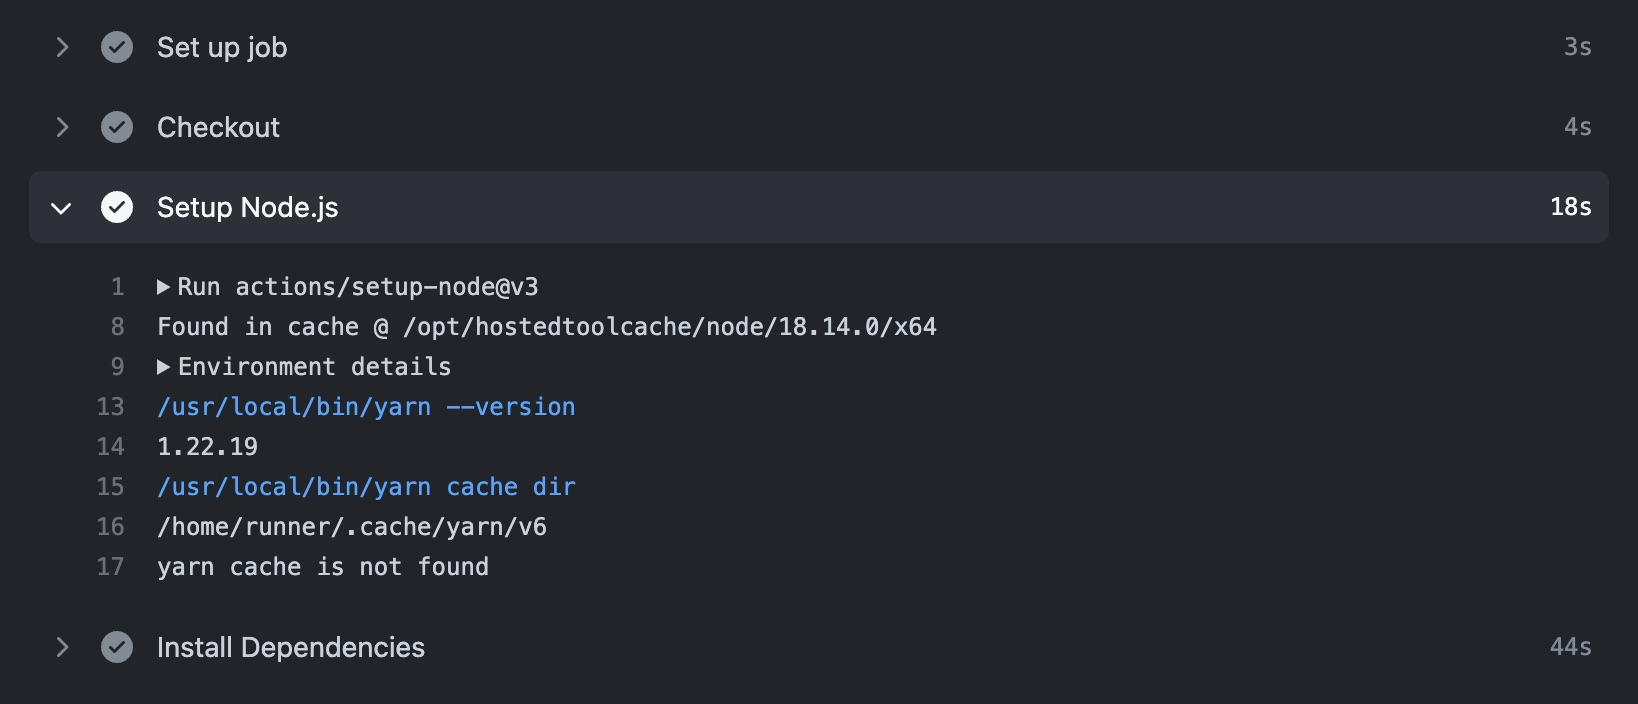 Set up job 3s
Checkout 4s
Setup Node.js 18s
1 ▶Run actions/setup-node@v3
8 Found in cache @ /opt/hostedtoolcache/node/18.14.0/x64
9 ▶Environment details
13 /usr/local/bin/yarn --version
14 1.22.19
15 /usr/local/bin/yarn cache dir
16 /home/runner/.cache/yarn/v6
17 yarn cache is not found
Install Dependencies 44s